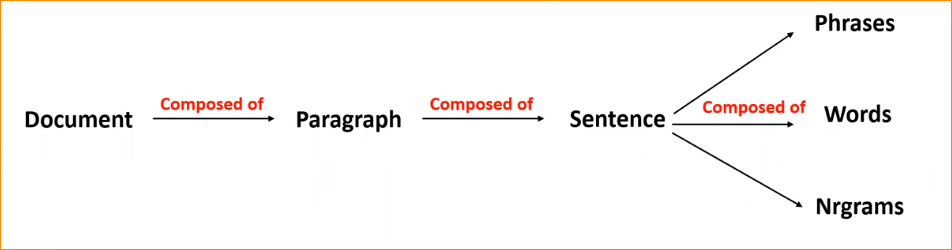 Phrases
Document Composed of Paragraph Composed of Sentence Composed of Words
Nrgrams